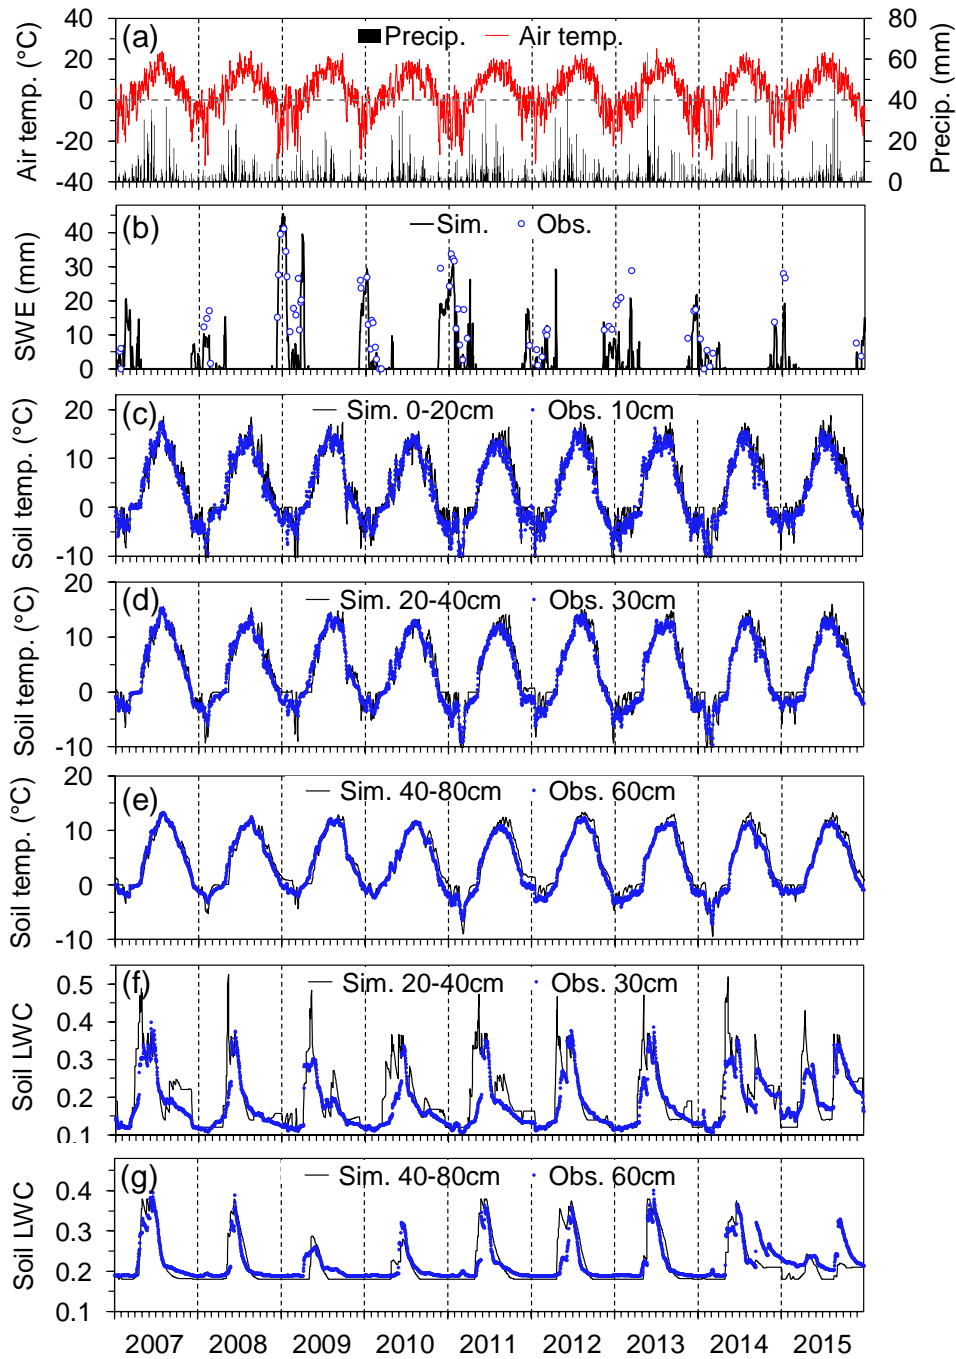 (a)
Precip.
Air temp.
Air temp. (°C)
40
20
0
-20
-40
80
60
40
20
0
Precip. (mm)
(b)
Sim.
Obs.
SWE (mm)
40
30
20
10
0
(c)
Sim. 0-20cm
Obs. 10cm
Soil temp. (°C)
20
10
0
-10
(d)
Sim. 20-40cm
Obs. 30cm
Soil temp. (°C)
20
10
0
-10
(e)
Sim. 40-80cm
Obs. 60cm
Soil temp. (°C)
20
10
0
-10
(f)
Sim. 20-40cm
Obs. 30cm
Soil LWC
0.5
0.4
0.3
0.2
0.1
(g)
Sim. 40-80cm
Obs. 60cm
Soil LWC
0.4
0.3
0.2
0.1
2007 2008 2009 2010 2011 2012 2013 2014 2015